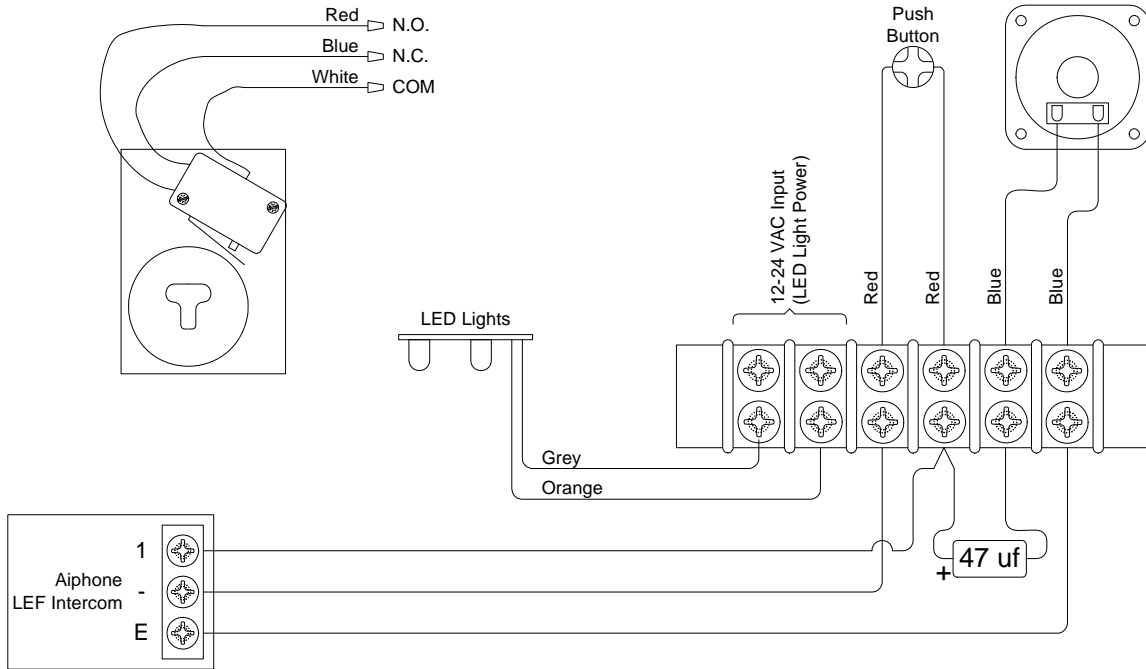 Red
N.O.
Blue
N.C.
White
COM
Push
Button
12-24 VAC Input
(LED Light Power)
Red
Red
Blue
Blue
LED Lights
Grey
Orange
1
Aiphone
LEF Intercom
-
E
+
47 uf